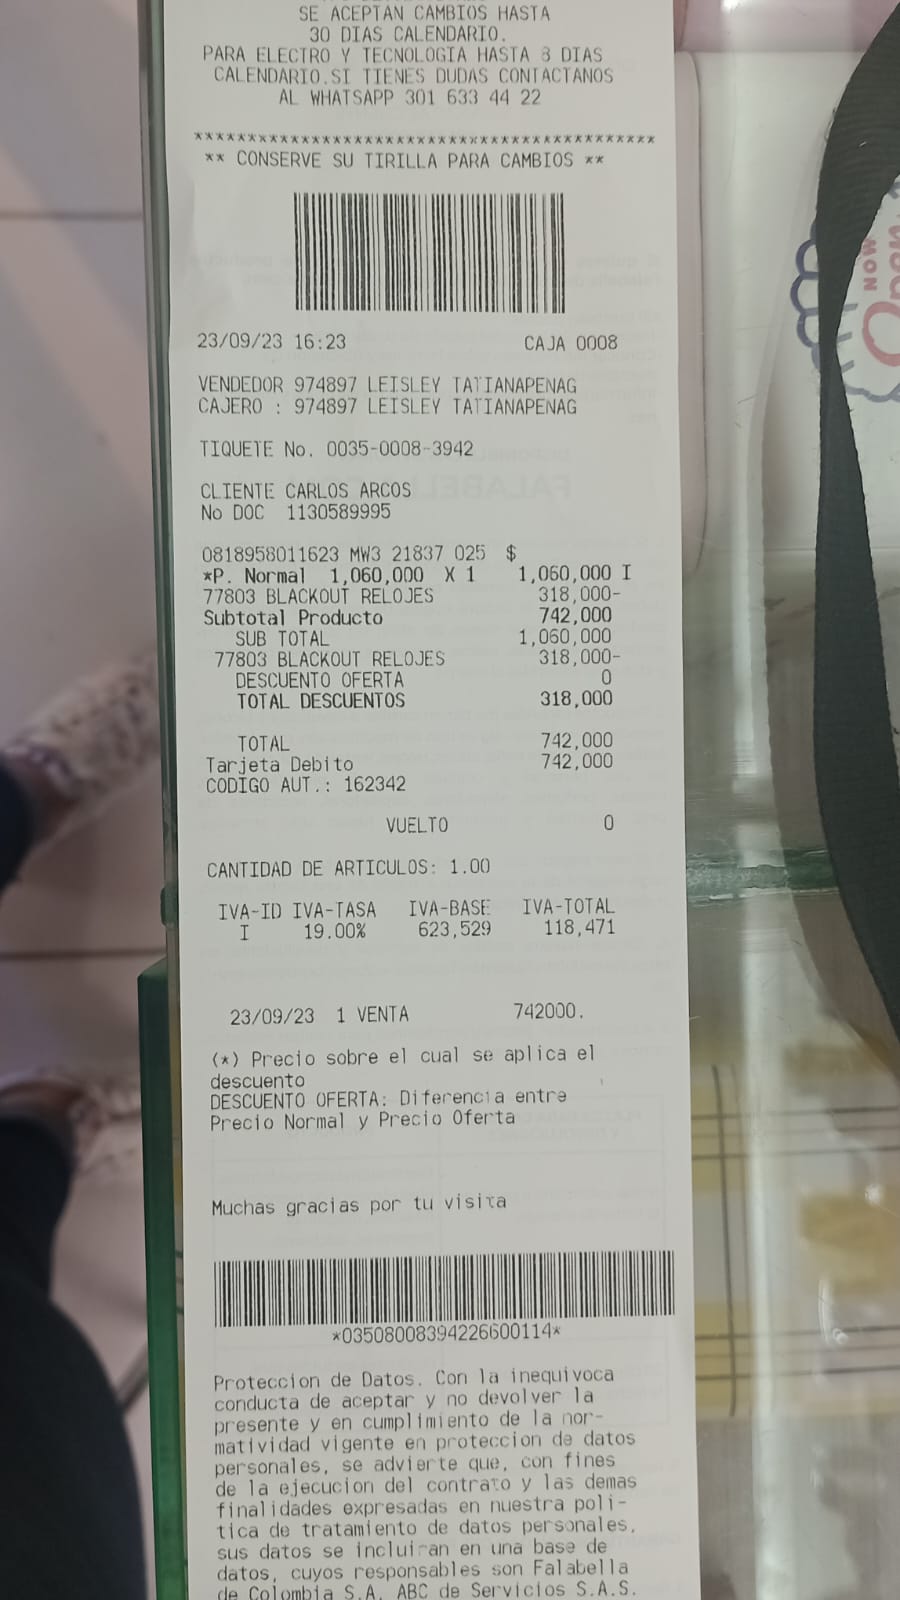 SE ACEPTAN CAMBIOS HASTA
30 DIAS CALENDARIO.
PARA ELECTRO Y TECNOLOGIA HASTA 8 DIAS
CALENDARIO.SI TIENES DUDAS CONTACTANOS
AL WHATSAPP 301 633 44 22
*******************************************
** CONSERVE SU TIRILLA PARA CAMBIOS **
23/09/23 16:23 CAJA 0008
VENDEDOR 974897 LEISLEY TATIANAPENAG
CAJERO : 974897 LEISLEY TATIANAPENAG
TIQUETE No. 0035-0008-3942
CLIENTE CARLOS ARCOS
No DOC 1130589995
0818958011623 MW3 21837 025 $
*P. Normal 1,060,000 X 1 1,060,000 I
77803 BLACKOUT RELOJES 318,000-
Subtotal Producto 742,000
SUB TOTAL 1,060,000
77803 BLACKOUT RELOJES 318,000-
DESCUENTO OFERTA 0
TOTAL DESCUENTOS 318,000
TOTAL 742,000
Tarjeta Debito 742,000
CODIGO AUT.: 162342
VUELTO 0
CANTIDAD DE ARTICULOS: 1.00
IVA-ID IVA-TASA IVA-BASE IVA-TOTAL
I 19.00% 623,529 118,471
23/09/23 1 VENTA 742000.
(*) Precio sobre el cual se aplica el
descuento
DESCUENTO OFERTA: Diferencia entre
Precio Normal y Precio Oferta
Muchas gracias por tu visita
*03508008394226600114*
Proteccion de Datos. Con la inequivoca
conducta de aceptar y no devolver la
presente y en cumplimiento de la nor-
matividad vigente en proteccion de datos
personales, se advierte que, con fines
de la ejecucion del contrato y las demas
finalidades expresadas en nuestra poli-
tica de tratamiento de datos personales,
sus datos se incluiran en una base de
datos, cuyos responsables son Falabella
de Colombia S.A. ABC de Servicios S.A.S.
NOW
Open